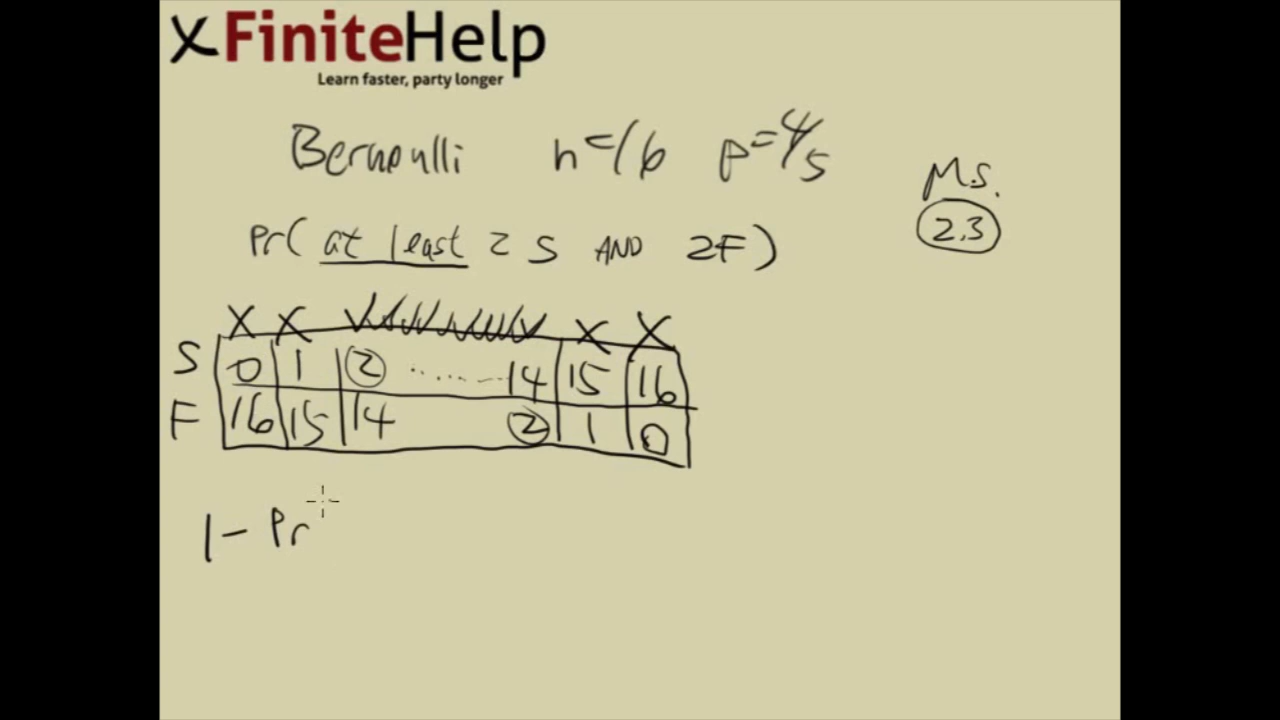 XFiniteHelp
Learn faster, party longer
Bernoulli n=16 p=4/5
M.S.
2.3
Pr( at least 2 S AND 2F )
X X ✓✓✓✓✓✓✓✓ X X
S 0 1 2 ........ 14 15 16
F 16 15 14 2 1 0
1 - Pr